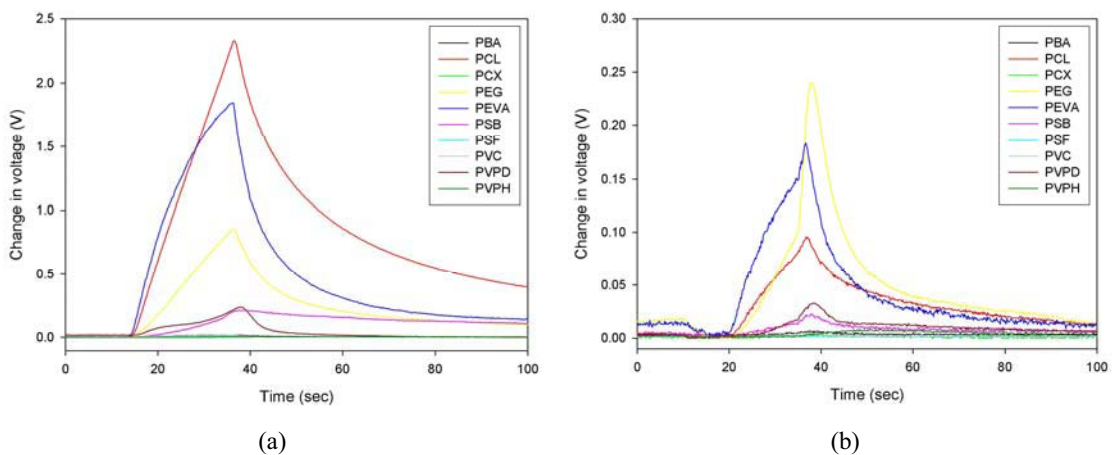 2.5
2.0
1.5
1.0
0.5
0.0
Change in voltage (V)
PBA
PCL
PCX
PEG
PEVA
PSB
PSF
PVC
PVPD
PVPH
0
20
40
60
80
100
Time (sec)
(a)
0.30
0.25
0.20
0.15
0.10
0.05
0.00
Change in voltage (V)
PBA
PCL
PCX
PEG
PEVA
PSB
PSF
PVC
PVPD
PVPH
0
20
40
60
80
100
Time (sec)
(b)